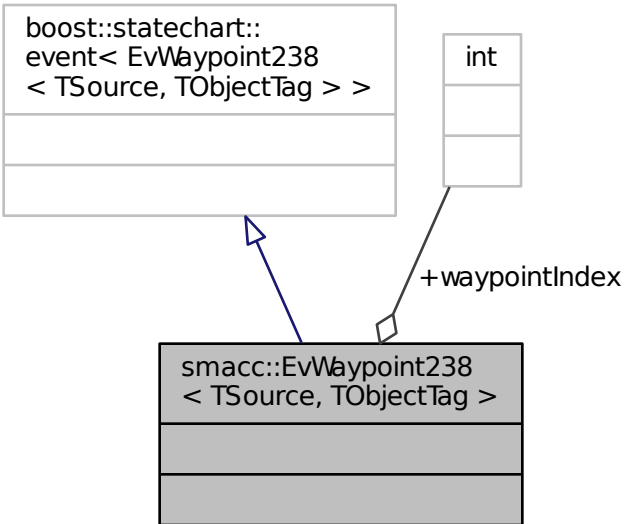 boost::statechart::
event< EvWaypoint238
< TSource, TObjectTag > >
int
+waypointIndex
smacc::EvWaypoint238
< TSource, TObjectTag >